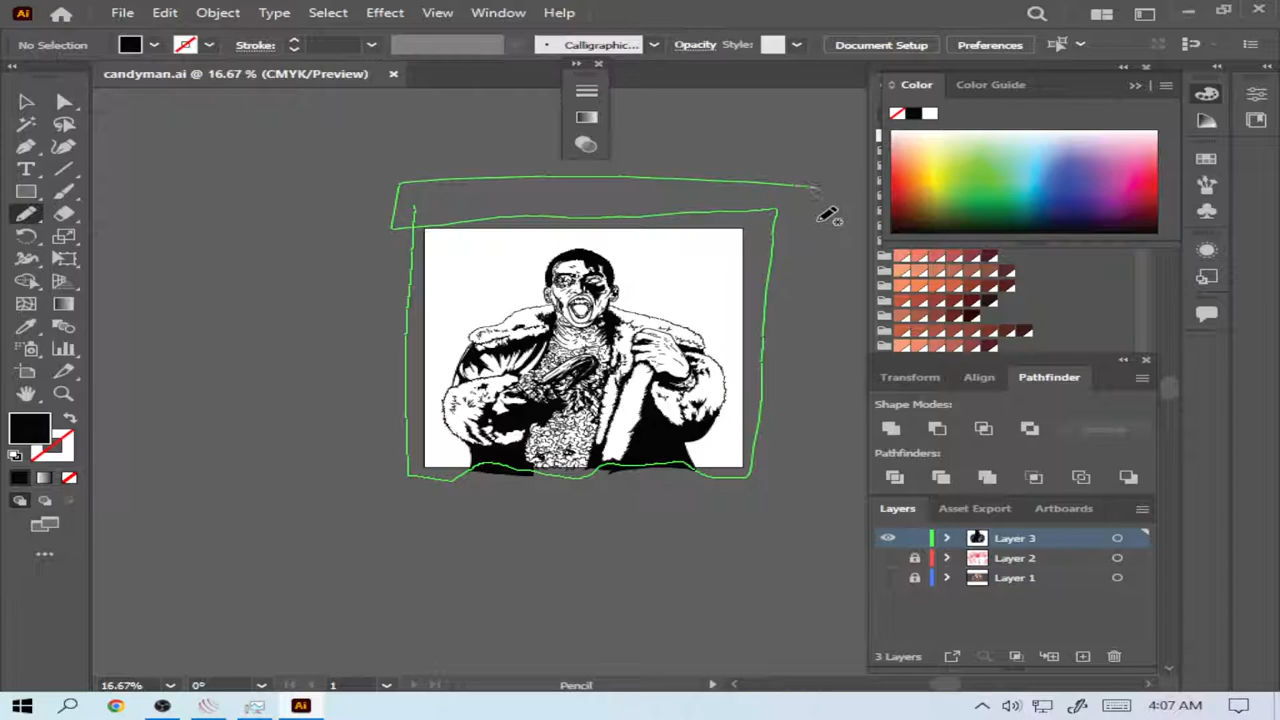 Ai File Edit Object Type Select Effect View Window Help
No Selection Stroke: Calligraphic... Opacity Style: Document Setup Preferences
candyman.ai @ 16.67 % (CMYK/Preview)
Color Color Guide
Transform Align Pathfinder
Shape Modes:
Pathfinders:
Layers Asset Export Artboards
Layer 3
Layer 2
Layer 1
3 Layers
16.67% 0° 1 Pencil
Ai 4:07 AM